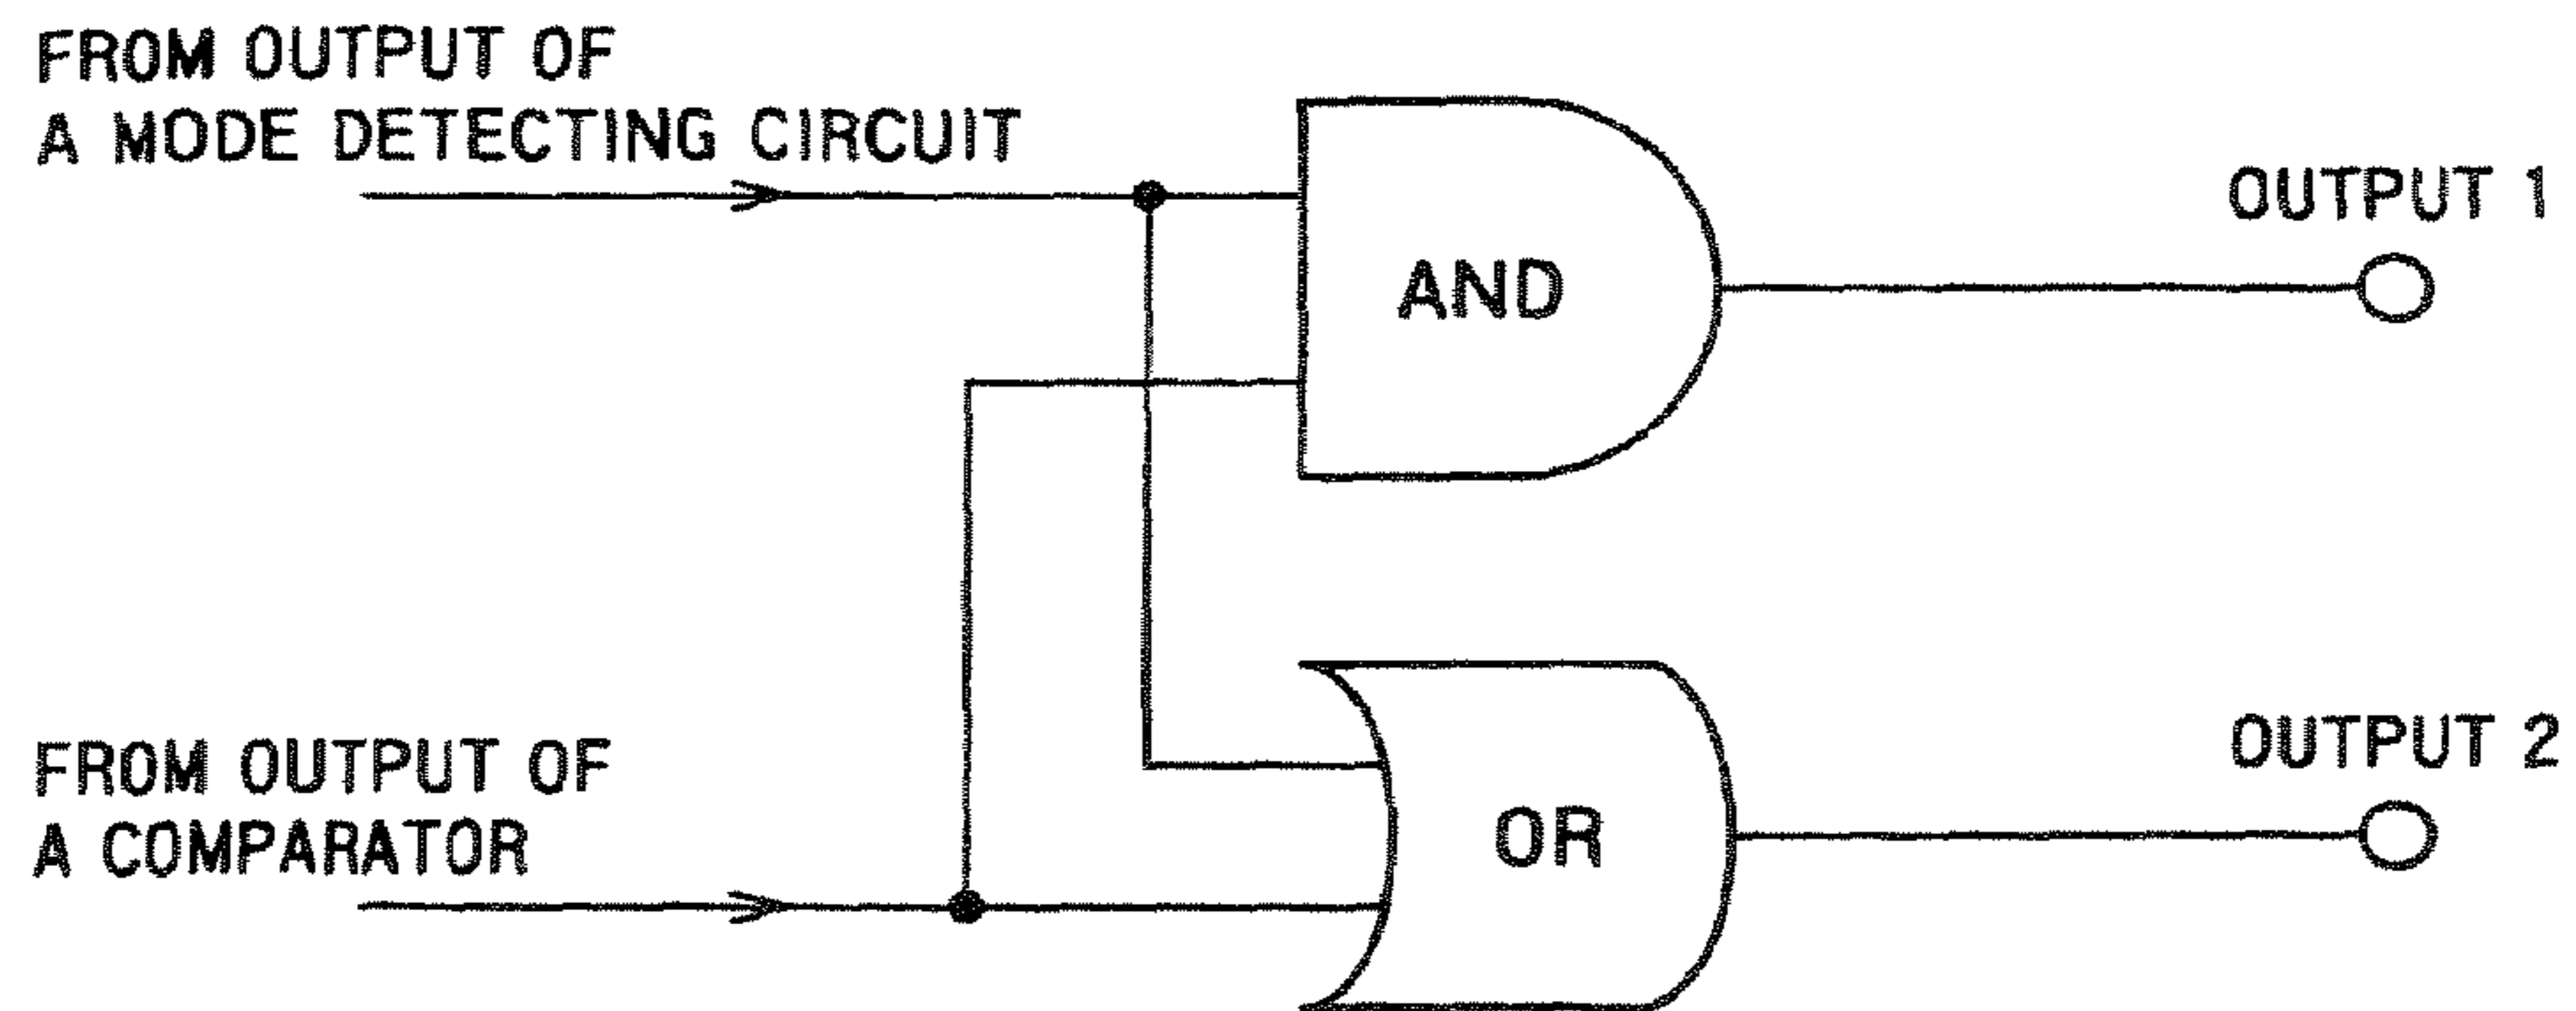 FROM OUTPUT OF
A MODE DETECTING CIRCUIT
OUTPUT 1
AND
FROM OUTPUT OF
A COMPARATOR
OUTPUT 2
OR